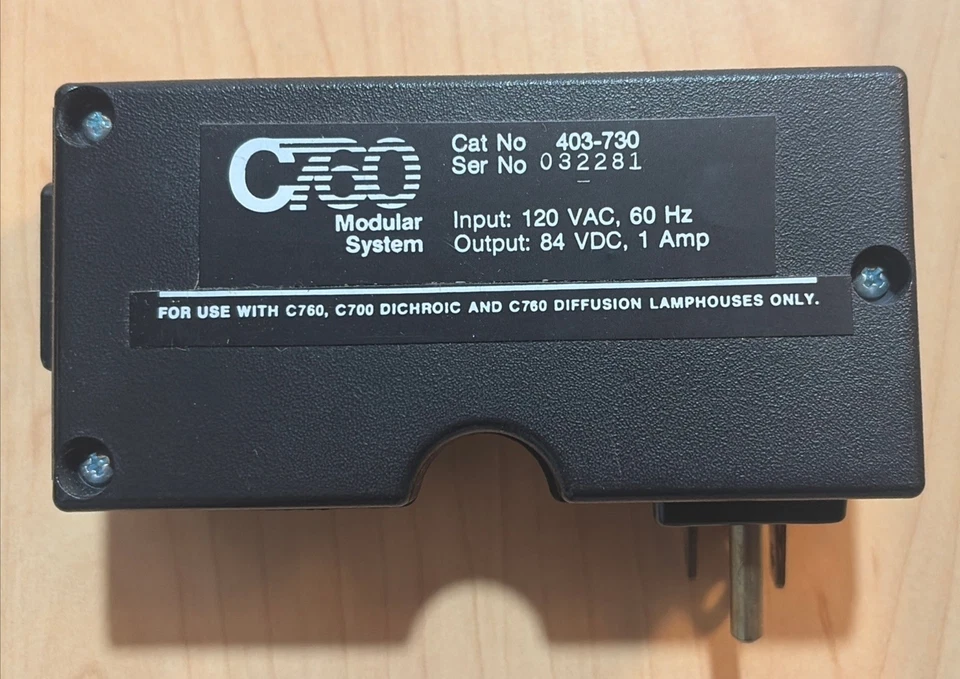 C760
Modular
System
Cat No 403-730
Ser No 032281
Input: 120 VAC, 60 Hz
Output: 84 VDC, 1 Amp
FOR USE WITH C760, C700 DICHROIC AND C760 DIFFUSION LAMPHOUSES ONLY.